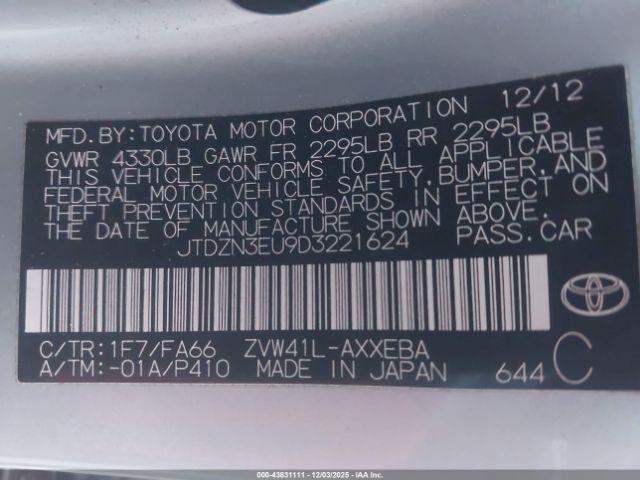 MFD.BY:TOYOTA MOTOR CORPORATION 12/12
GVWR 4330LB GAWR FR 2295LB RR 2295LB
THIS VEHICLE CONFORMS TO ALL APPLICABLE
FEDERAL MOTOR VEHICLE SAFETY,BUMPER,AND
THEFT PREVENTION STANDARDS IN EFFECT ON
THE DATE OF MANUFACTURE SHOWN ABOVE.
JTDZN3EU9D3221624 PASS.CAR
C/TR:1F7/FA66 ZVW41L-AXXEBA
A/TM:-01A/P410 MADE IN JAPAN 644 C
000-43831111 - 12/03/2025 - IAA Inc.